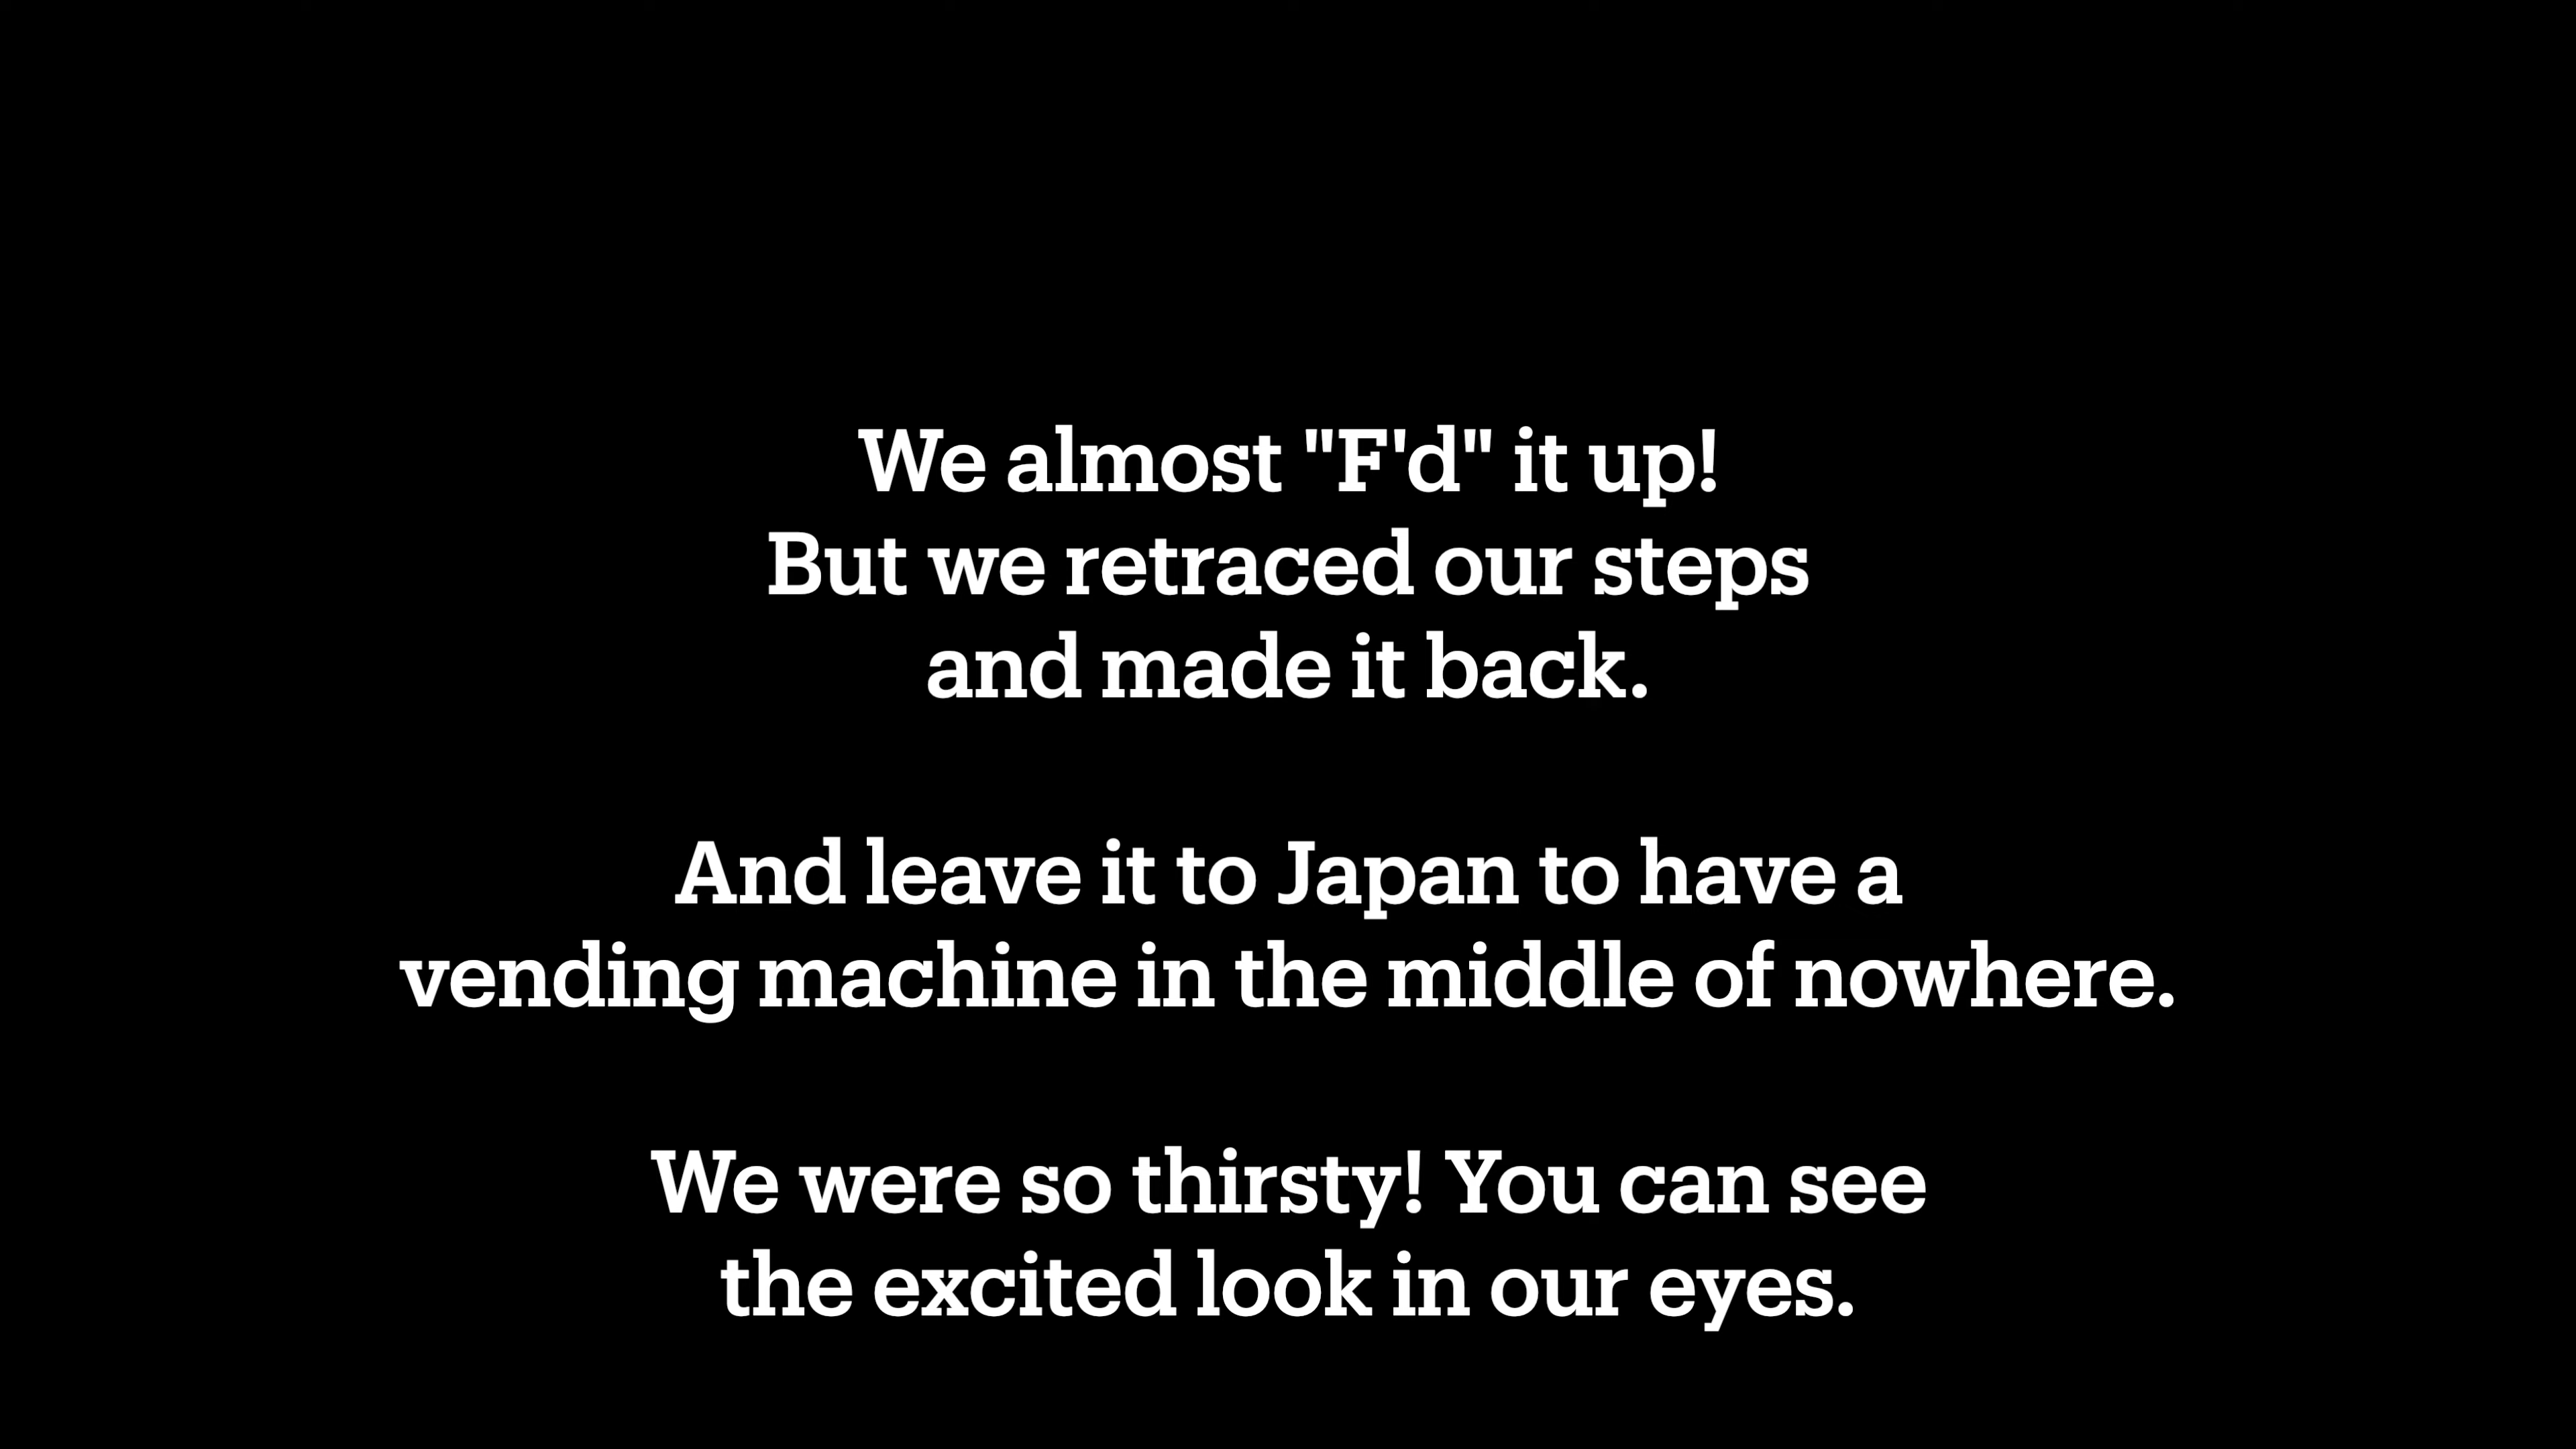 We almost "F'd" it up!
But we retraced our steps
and made it back.
And leave it to Japan to have a
vending machine in the middle of nowhere.
We were so thirsty! You can see
the excited look in our eyes.